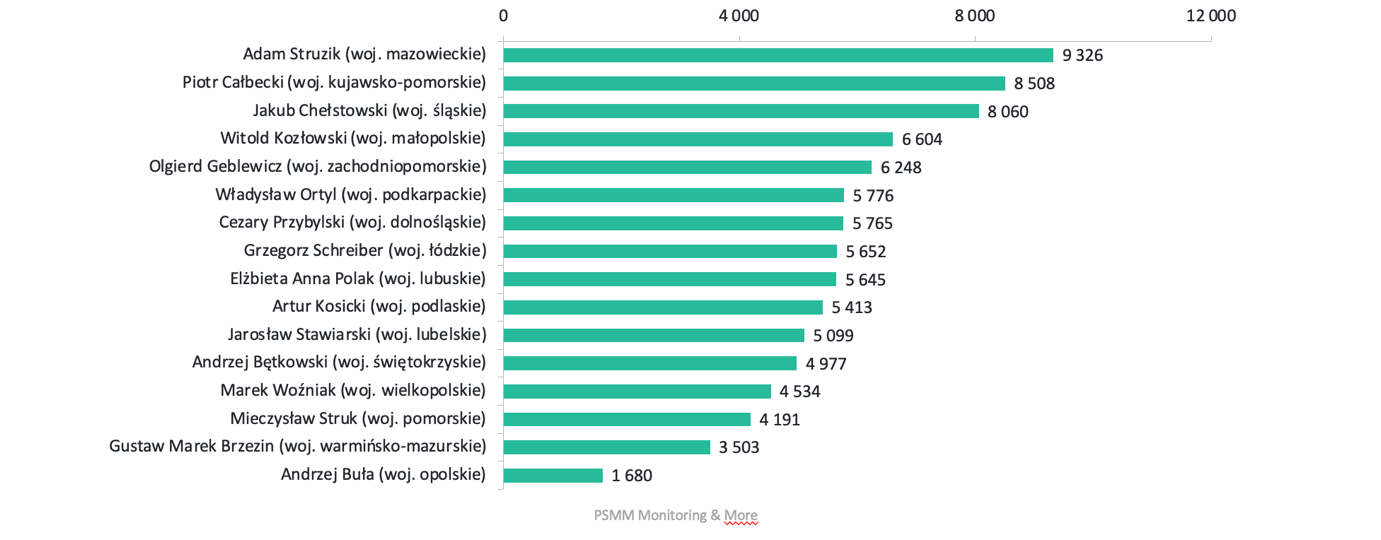 0 4 000 8 000 12 000
Adam Struzik (woj. mazowieckie) 9 326
Piotr Całbecki (woj. kujawsko-pomorskie) 8 508
Jakub Chełstowski (woj. śląskie) 8 060
Witold Kozłowski (woj. małopolskie) 6 604
Olgierd Geblewicz (woj. zachodniopomorskie) 6 248
Władysław Ortyl (woj. podkarpackie) 5 776
Cezary Przybylski (woj. dolnośląskie) 5 765
Grzegorz Schreiber (woj. łódzkie) 5 652
Elżbieta Anna Polak (woj. lubuskie) 5 645
Artur Kosicki (woj. podlaskie) 5 413
Jarosław Stawiarski (woj. lubelskie) 5 099
Andrzej Bętkowski (woj. świętokrzyskie) 4 977
Marek Woźniak (woj. wielkopolskie) 4 534
Mieczysław Struk (woj. pomorskie) 4 191
Gustaw Marek Brzezin (woj. warmińsko-mazurskie) 3 503
Andrzej Buła (woj. opolskie) 1 680
PSMM Monitoring & More